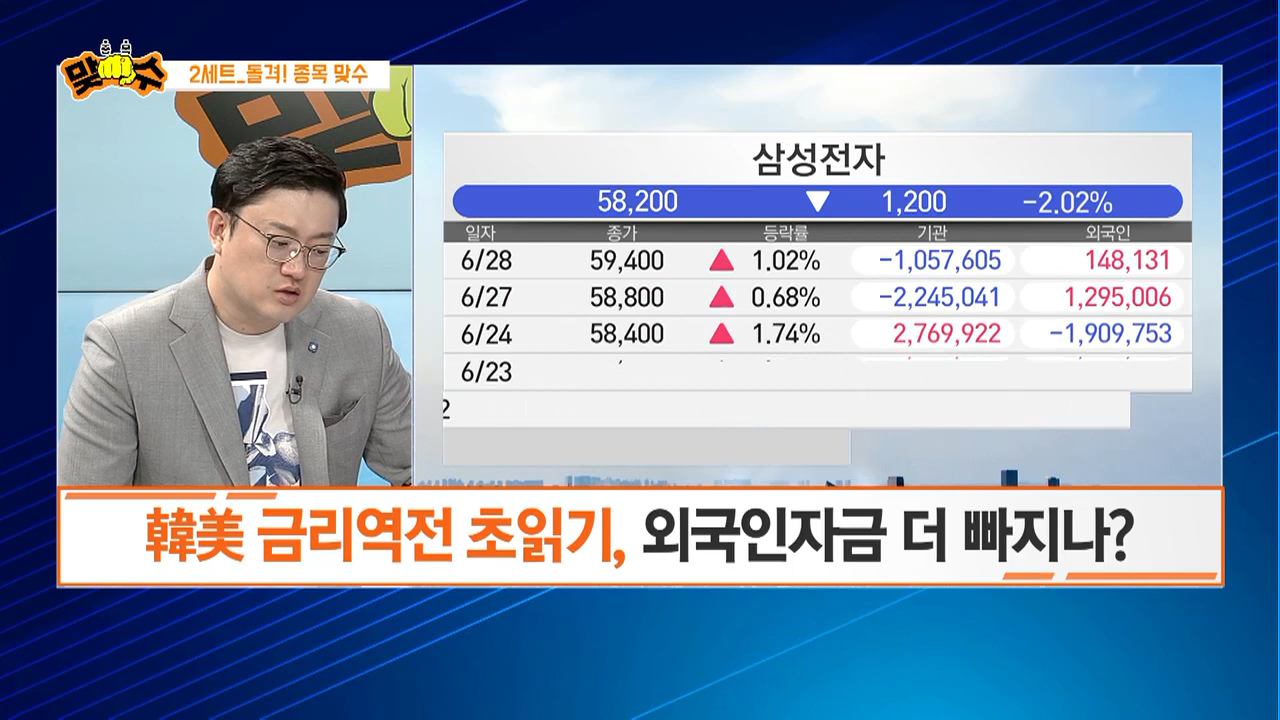 맞수
2세트_돌격! 종목 맞수
삼성전자
58,200 ▼ 1,200 -2.02%
일자 종가 등락률 기관 외국인
6/28 59,400 ▲ 1.02% -1,057,605 148,131
6/27 58,800 ▲ 0.68% -2,245,041 1,295,006
6/24 58,400 ▲ 1.74% 2,769,922 -1,909,753
6/23
2
韓美 금리역전 초읽기, 외국인자금 더 빠지나?